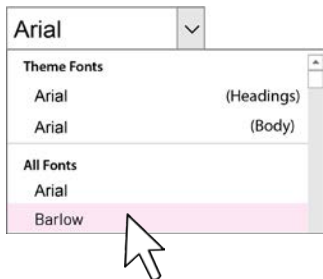 Arial
Theme Fonts
Arial (Headings)
Arial (Body)
All Fonts
Arial
Barlow